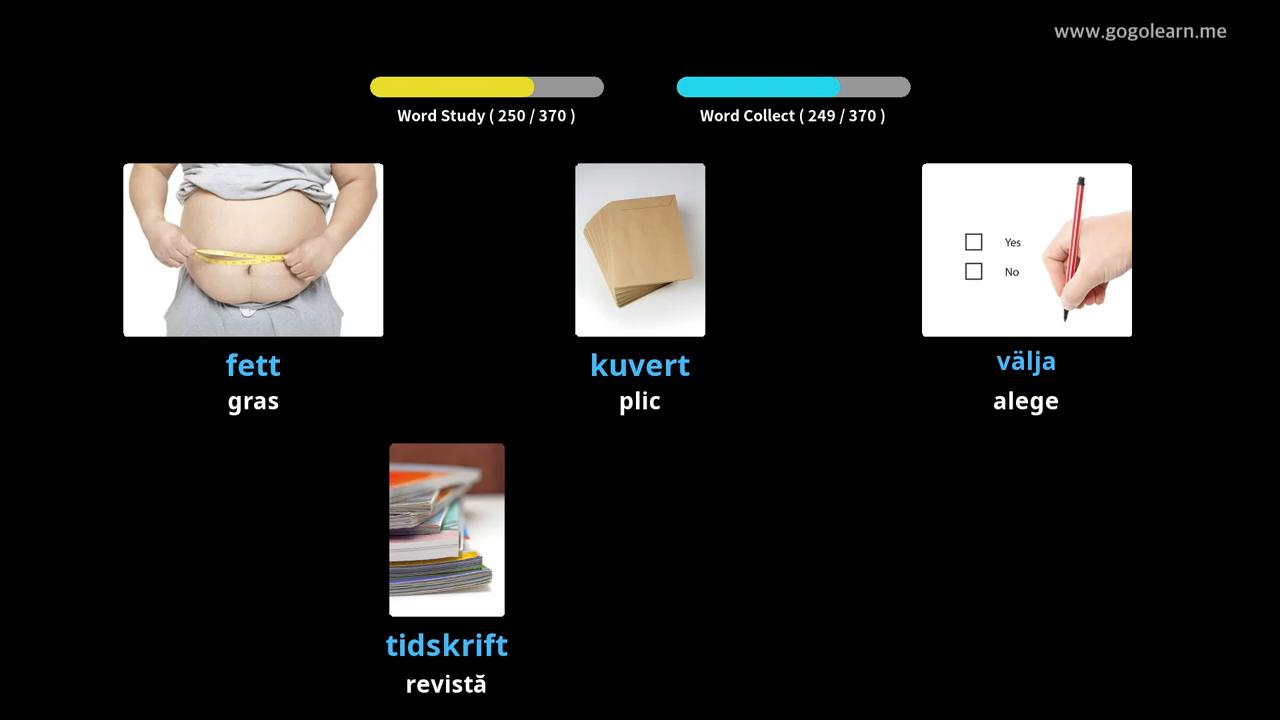 www.gogolearn.me
Word Study ( 250 / 370 )
Word Collect ( 249 / 370 )
Yes
No
fett
gras
kuvert
plic
välja
alege
tidskrift
revistă